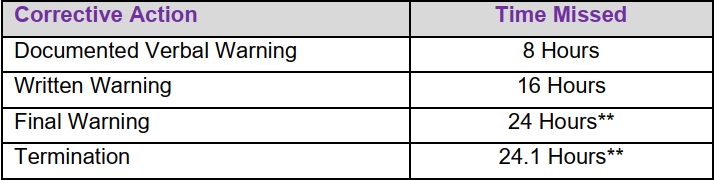 Corrective Action Time Missed
Documented Verbal Warning 8 Hours
Written Warning 16 Hours
Final Warning 24 Hours**
Termination 24.1 Hours**